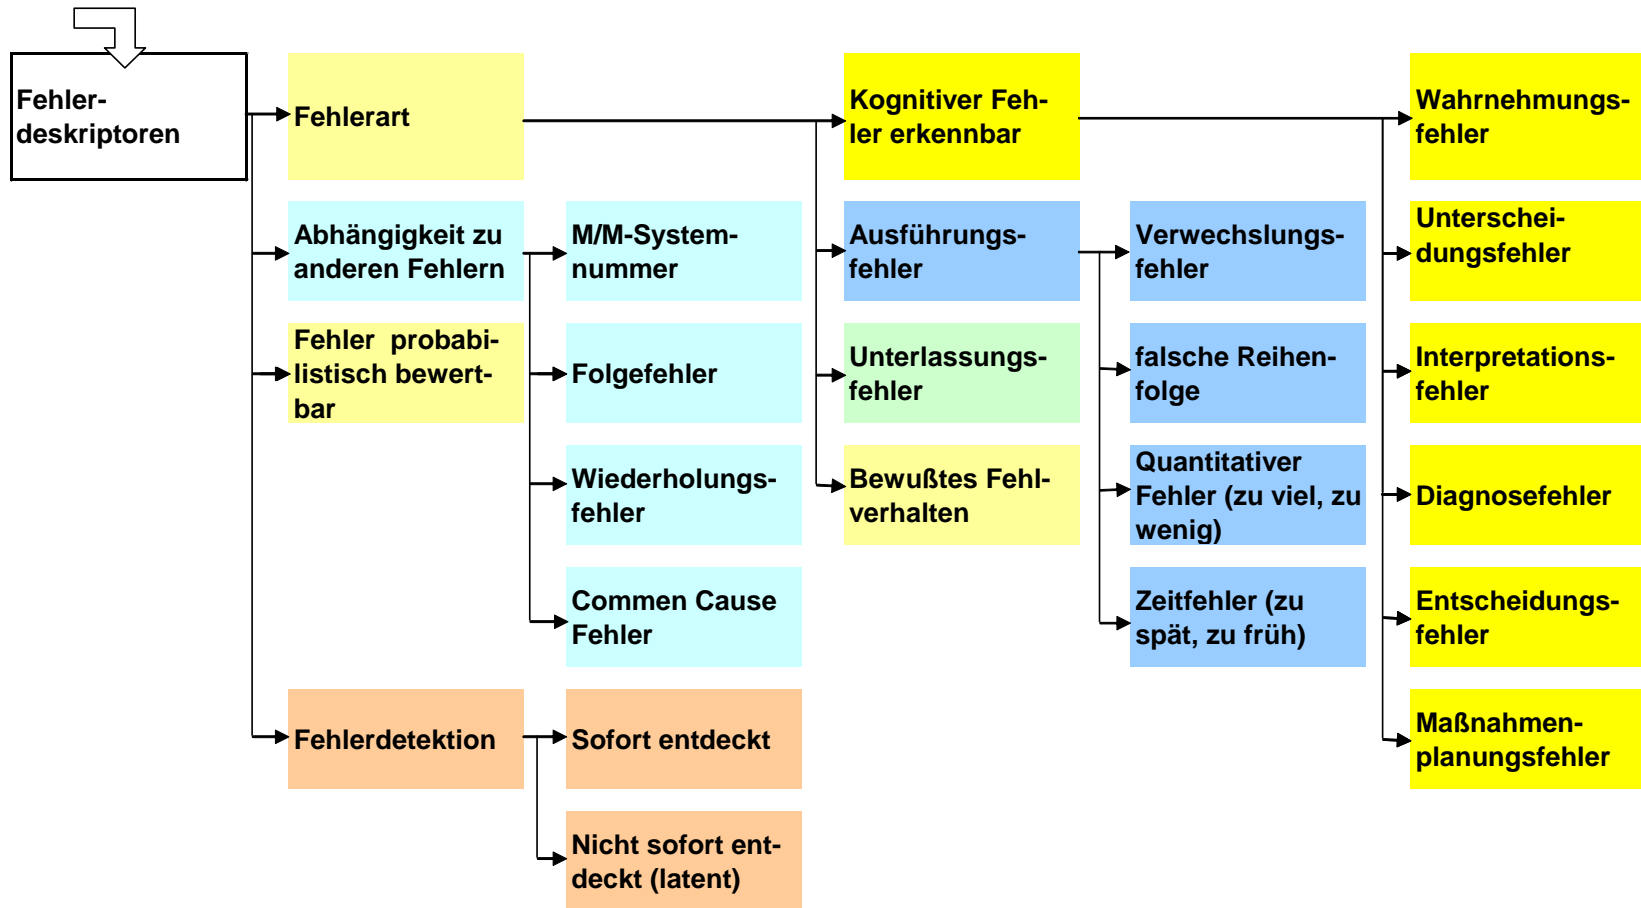 Fehler-
deskriptoren
Fehlerart
Kognitiver Feh-
ler erkennbar
Wahrnehmungs-
fehler
Abhängigkeit zu
anderen Fehlern
M/M-System-
nummer
Ausführungs-
fehler
Verwechslungs-
fehler
Unterschei-
dungsfehler
Fehler probabi-
listisch bewert-
bar
Folgefehler
Unterlassungs-
fehler
falsche Reihen-
folge
Interpretations-
fehler
Wiederholungs-
fehler
Bewußtes Fehl-
verhalten
Quantitativer
Fehler (zu viel, zu
wenig)
Diagnosefehler
Commen Cause
Fehler
Zeitfehler (zu
spät, zu früh)
Entscheidungs-
fehler
Fehlerdetektion
Sofort entdeckt
Maßnahmen-
planungsfehler
Nicht sofort ent-
deckt (latent)